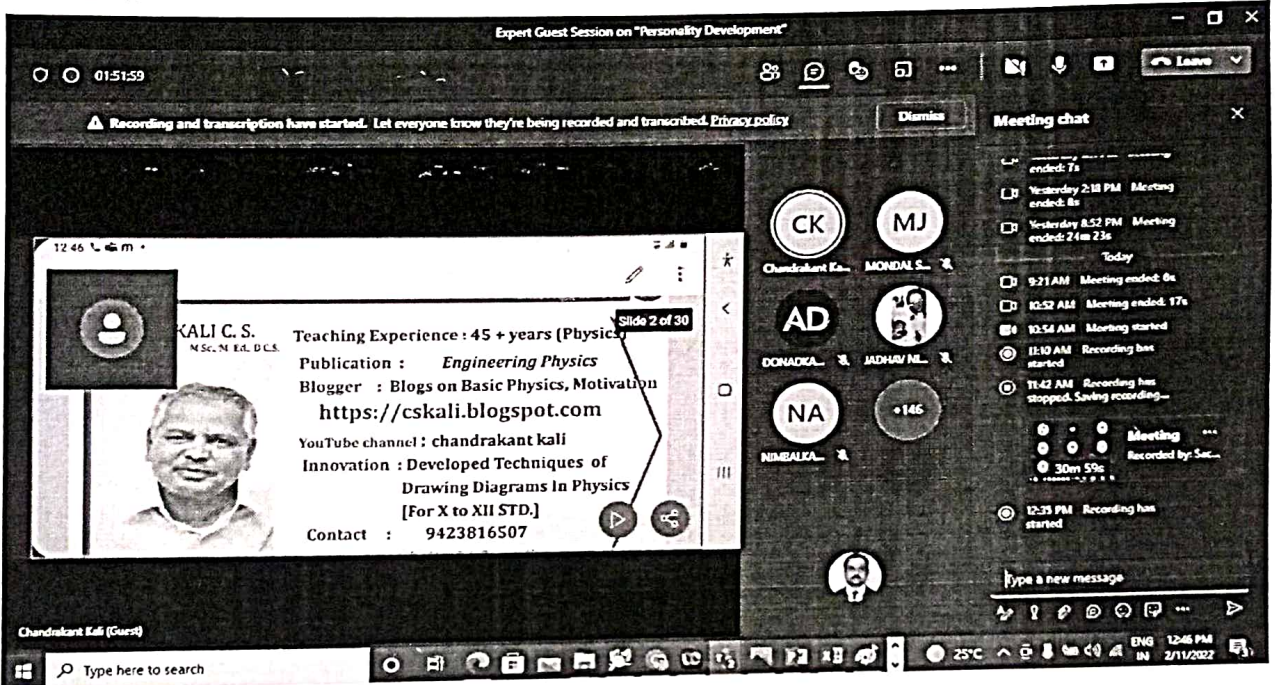 Expert Guest Session on "Personality Development"
01:51:59
Leave
Recording and transcription have started. Let everyone know they're being recorded and transcribed. Privacy policy
Dismiss
Meeting chat
ended: 7s
Yesterday 2:18 PM Meeting
ended: 8s
Yesterday 8:52 PM Meeting
ended: 24m 23s
Today
9:21 AM Meeting ended: 6s
10:52 AM Meeting ended: 17s
10:54 AM Meeting started
11:10 AM Recording has
started
11:42 AM Recording has
stopped. Saving recording...
Meeting
Recorded by: Sac...
30m 59s
12:35 PM Recording has
started
Type a new message
12 46
Slide 2 of 30
KALI C. S.
M Sc, M Ed, D.C.S.
Teaching Experience : 45 + years (Physics)
Publication : Engineering Physics
Blogger : Blogs on Basic Physics, Motivation
https://cskali.blogspot.com
YouTube channel : chandrakant kali
Innovation : Developed Techniques of
Drawing Diagrams In Physics
[For X to XII STD.]
Contact : 9423816507
CK
Chandrakant Ka...
MJ
MONDAL S...
AD
DONADKA...
JADHAV NI...
NA
NIMBALKA...
+146
Chandrakant Kali (Guest)
Type here to search
25°C
ENG
IN
12:46 PM
2/11/2022